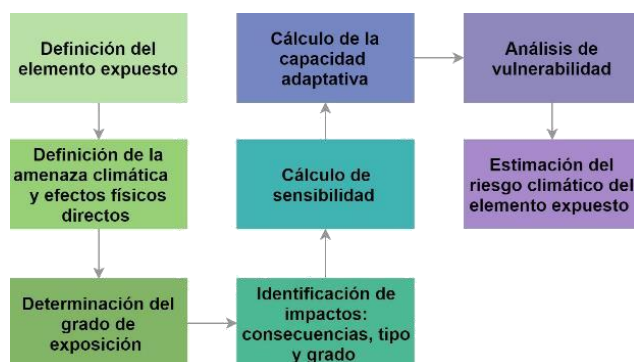 Definición del
elemento expuesto
Definición de la
amenaza climática
y efectos físicos
directos
Determinación del
grado de
exposición
Identificación de
impactos:
consecuencias, tipo
y grado
Cálculo de
sensibilidad
Cálculo de la
capacidad
adaptativa
Análisis de
vulnerabilidad
Estimación del
riesgo climático del
elemento expuesto